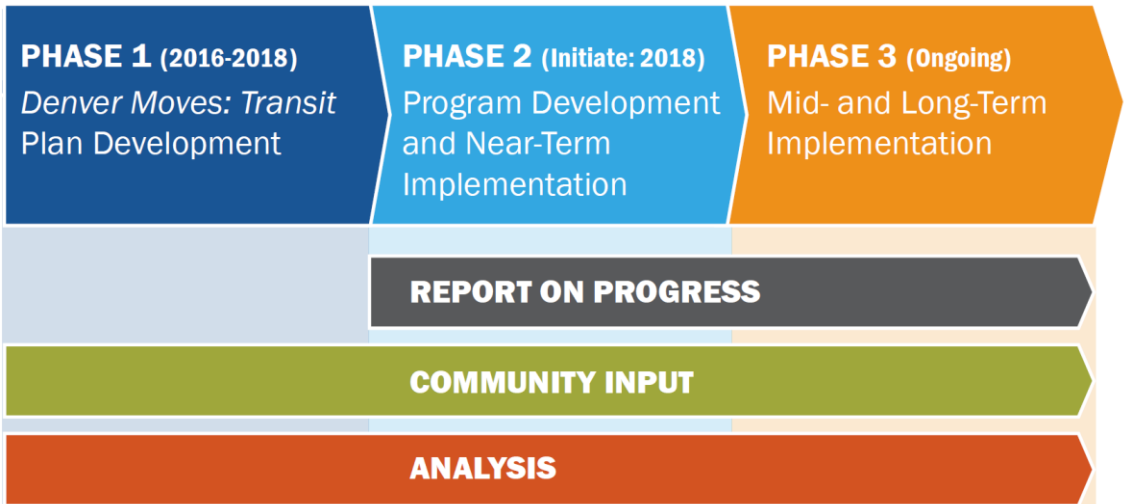 PHASE 1 (2016-2018)
Denver Moves: Transit
Plan Development
PHASE 2 (Initiate: 2018)
Program Development
and Near-Term
Implementation
PHASE 3 (Ongoing)
Mid- and Long-Term
Implementation
REPORT ON PROGRESS
COMMUNITY INPUT
ANALYSIS